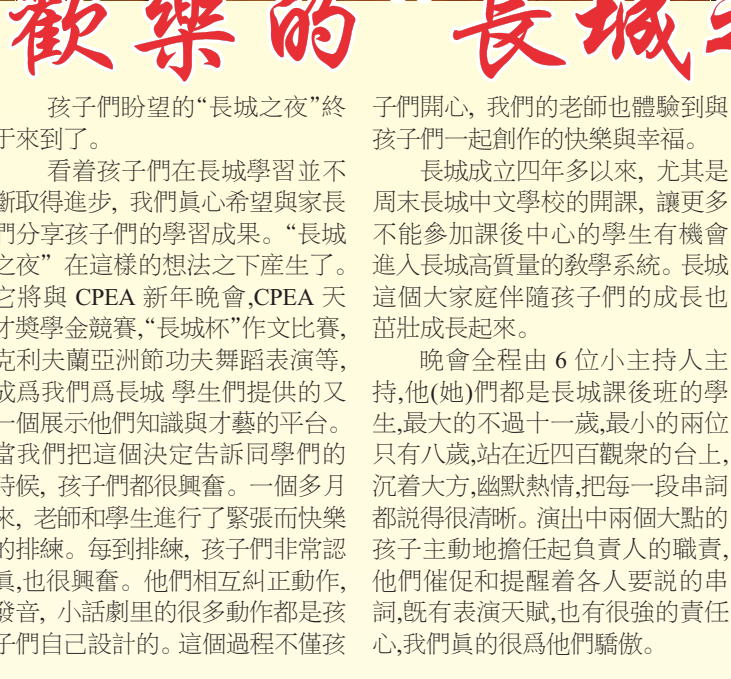 歡樂的“長城
孩子們盼望的“長城之夜”終
于來到了。
看着孩子們在長城學習並不
斷取得進步, 我們眞心希望與家長
們分享孩子們的學習成果。“長城
之夜” 在這樣的想法之下産生了。
它將與 CPEA 新年晚會,CPEA 天
才獎學金競賽,“長城杯”作文比賽,
克利夫蘭亞洲節功夫舞蹈表演等,
成爲我們爲長城 學生們提供的又
一個展示他們知識與才藝的平台。
當我們把這個決定告訴同學們的
時候, 孩子們都很興奮。一個多月
來, 老師和學生進行了緊張而快樂
的排練。每到排練, 孩子們非常認
眞,也很興奮。他們相互糾正動作,
發音, 小話劇里的很多動作都是孩
子們自己設計的。這個過程不僅孩
子們開心, 我們的老師也體驗到與
孩子們一起創作的快樂與幸福。
長城成立四年多以來, 尤其是
周末長城中文學校的開課, 讓更多
不能參加課後中心的學生有機會
進入長城高質量的敎學系統。長城
這個大家庭伴隨孩子們的成長也
茁壯成長起來。
晚會全程由 6 位小主持人主
持,他(她)們都是長城課後班的學
生,最大的不過十一歲,最小的兩位
只有八歲,站在近四百觀衆的台上,
沉着大方,幽默熱情,把每一段串詞
都説得很清晰。演出中兩個大點的
孩子主動地擔任起負責人的職責,
他們催促和提醒着各人要説的串
詞,旣有表演天賦,也有很強的責任
心,我們眞的很爲他們驕傲。